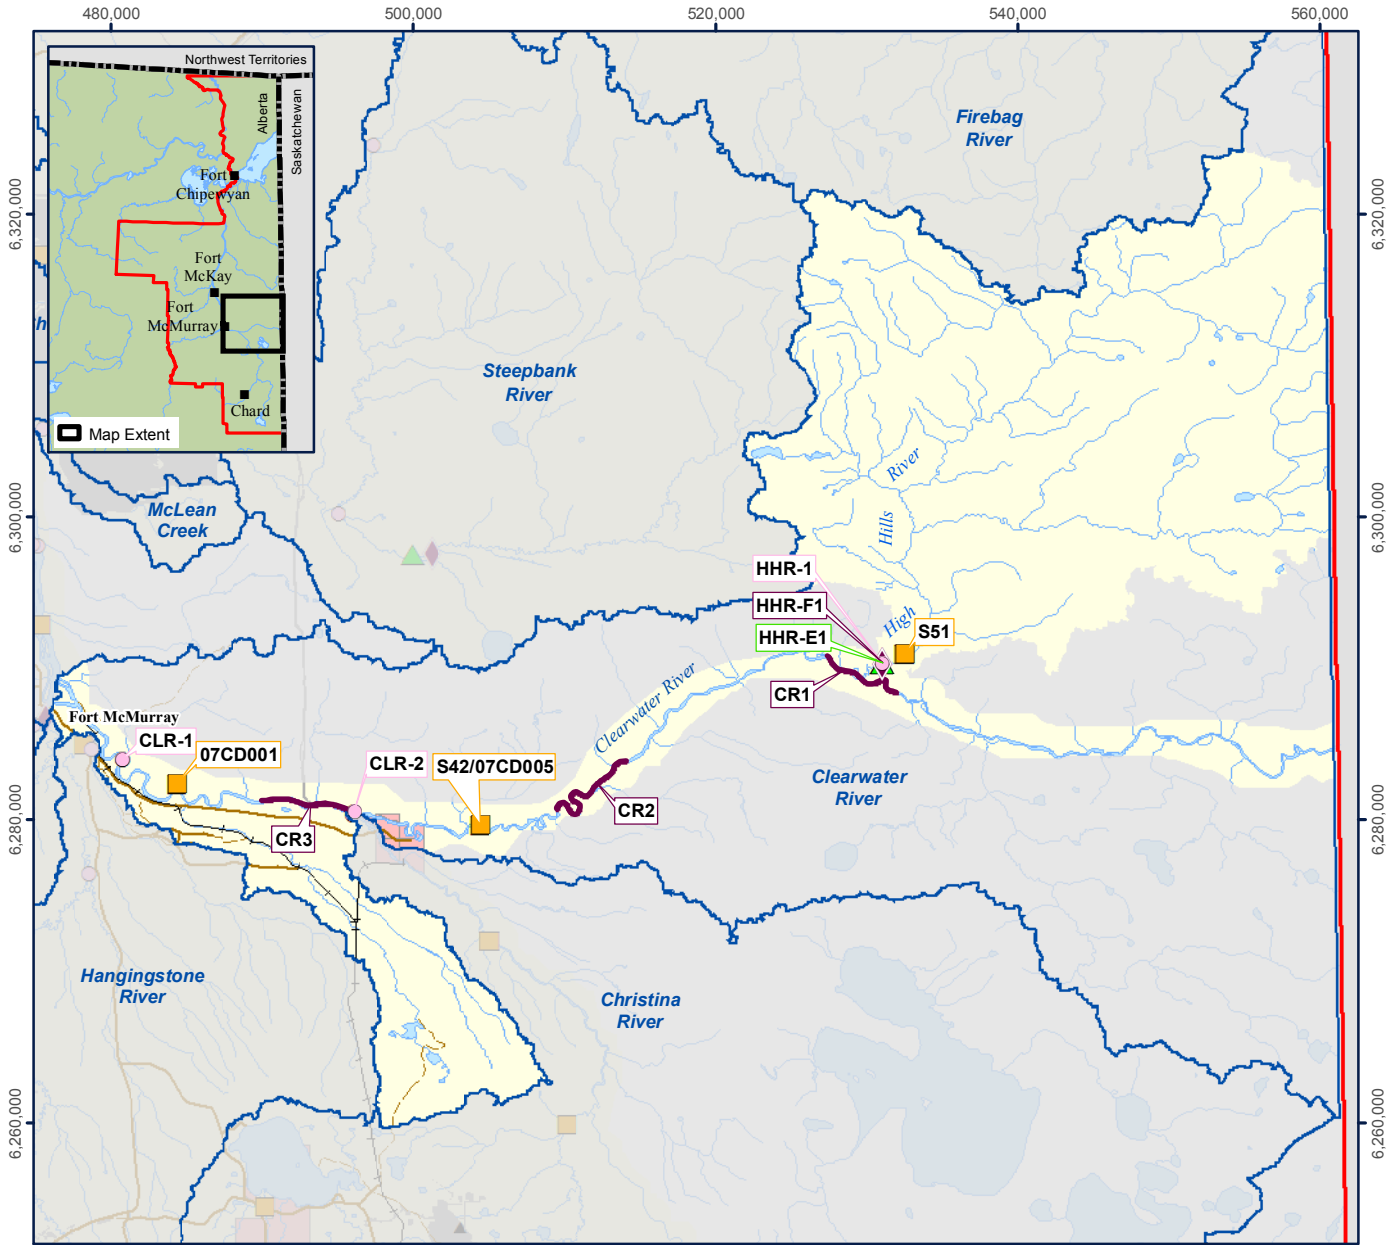 480,000
500,000
520,000
540,000
560,000
Northwest Territories
Alberta
Saskatchewan
Fort
Chipewyan
Fort
McKay
Fort
McMurray
Chard
Map Extent
6,320,000
6,320,000
Firebag
River
Steepbank
River
McLean
Creek
River
Hills
High
6,300,000
6,300,000
HHR-1
HHR-F1
HHR-E1
S51
CR1
Clearwater River
Fort McMurray
CLR-1
07CD001
CLR-2
S42/07CD005
Clearwater
River
CR2
CR3
6,280,000
6,280,000
Hangingstone
River
Christina
River
6,260,000
6,260,000